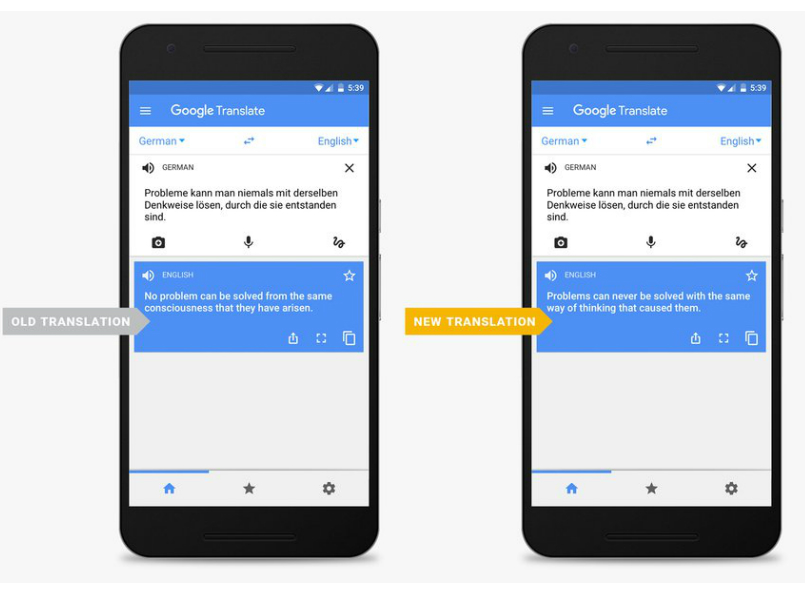 5:39
Google Translate
German
English
GERMAN
Probleme kann man niemals mit derselben
Denkweise lösen, durch die sie entstanden
sind.
ENGLISH
No problem can be solved from the same
consciousness that they have arisen.
OLD TRANSLATION
5:39
Google Translate
German
English
GERMAN
Probleme kann man niemals mit derselben
Denkweise lösen, durch die sie entstanden
sind.
ENGLISH
Problems can never be solved with the same
way of thinking that caused them.
NEW TRANSLATION